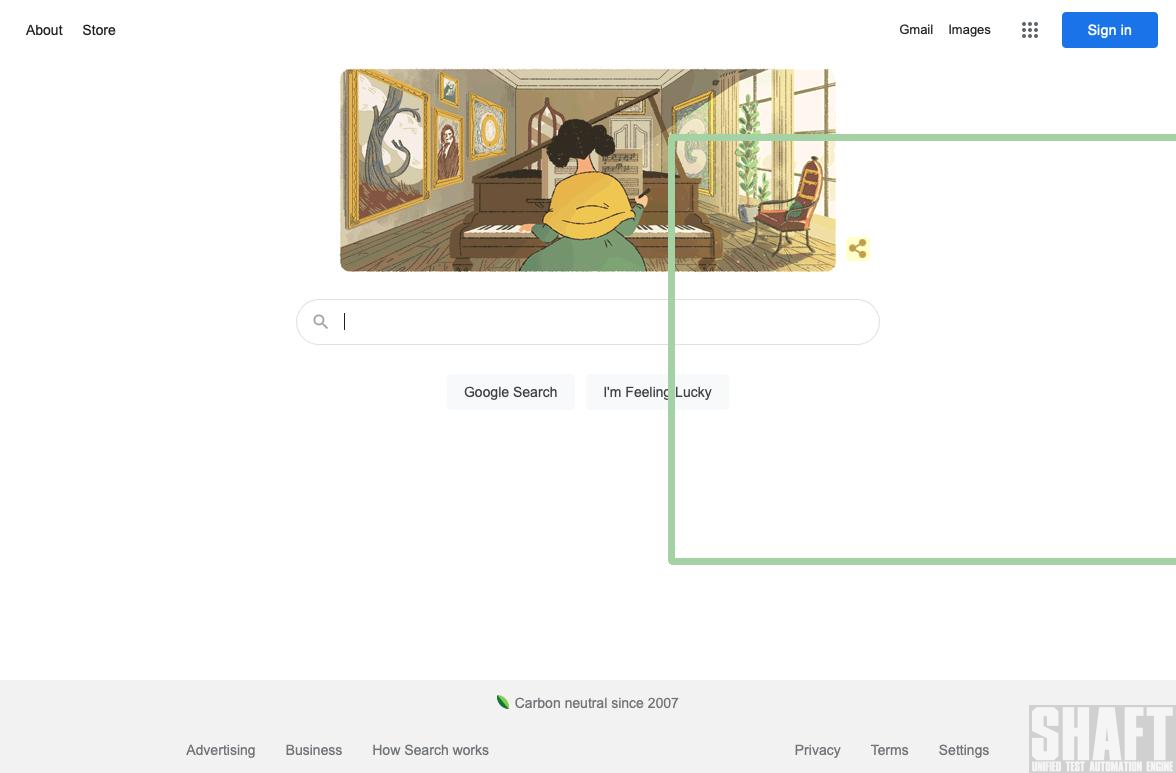 About Store
Gmail Images
Sign in
G
Google Search
I'm Feeling Lucky
Carbon neutral since 2007
Advertising Business How Search works
Privacy Terms Settings
SHAFT
UNIFIED TEST AUTOMATION ENGINE